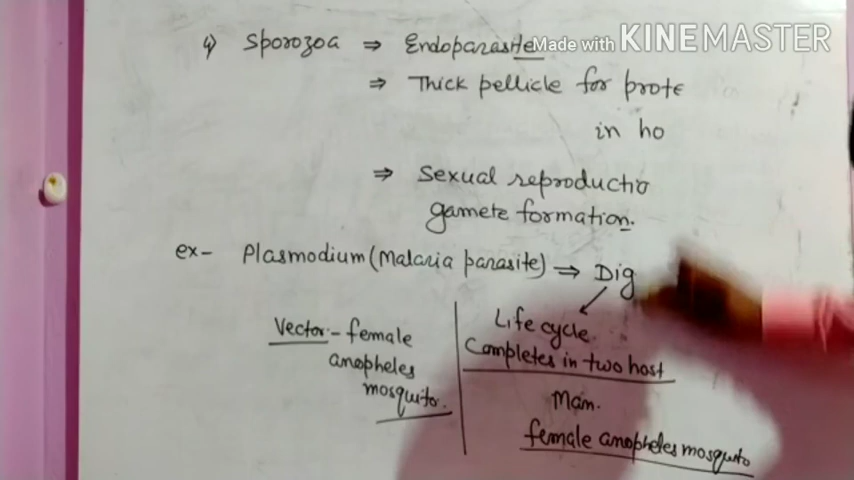 4) Sporozoa ⇒ Endoparasite
Made with KINEMASTER
⇒ Thick pellicle for prote
in ho
⇒ Sexual reproductio
gamete formation.
ex- Plasmodium (Malaria parasite) ⇒ Dig
Vector:- female
anopheles
mosquito.
Life cycle
Completes in two host
Man.
female anopheles mosquito